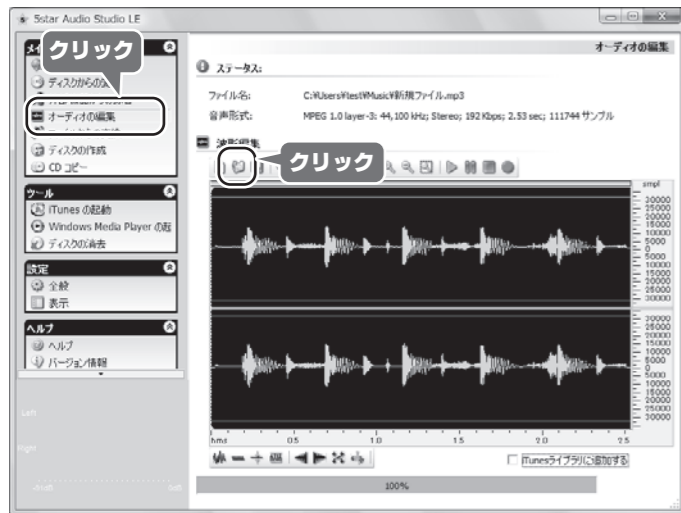 5star Audio Studio LE
クリック
オーディオの編集
ディスクの作成
CD コピー
ツール
iTunes の起動
Windows Media Player の起
ディスクの消去
設定
全般
表示
ヘルプ
ヘルプ
バージョン情報
Left
Right
オーディオの編集
ステータス:
ファイル名: C:¥Users¥test¥Music¥新規ファイル.mp3
音声形式: MPEG 1.0 layer-3: 44,100 kHz; Stereo; 192 Kbps; 2.53 sec; 111744 サンプル
波形編集
クリック
smpl
30000
25000
20000
15000
10000
5000
0
5000
10000
15000
20000
25000
30000
30000
25000
20000
15000
10000
5000
0
5000
10000
15000
20000
25000
30000
hms 0.5 1.0 1.5 2.0 2.5
iTunesライブラリに追加する
100%